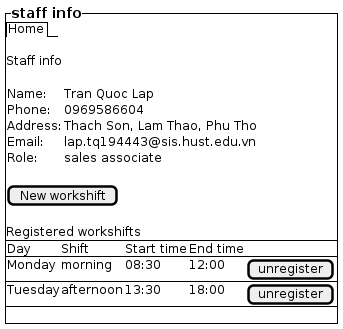 staff info
Home
Staff info
Name: Tran Quoc Lap
Phone: 0969586604
Address: Thach Son, Lam Thao, Phu Tho
Email: lap.tq194443@sis.hust.edu.vn
Role: sales associate
New workshift
Registered workshifts
Day Shift Start time End time
Monday morning 08:30 12:00 unregister
Tuesday afternoon 13:30 18:00 unregister